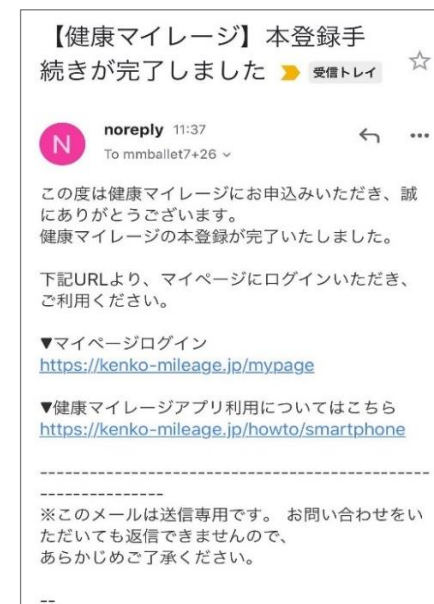 【健康マイレージ】本登録手
続きが完了しました 受信トレイ
N noreply 11:37
To mmballet7+26
この度は健康マイレージにお申込みいただき、誠
にありがとうございます。
健康マイレージの本登録が完了いたしました。
下記URLより、マイページにログインいただき、
ご利用ください。
▼マイページログイン
https://kenko-mileage.jp/mypage
▼健康マイレージアプリ利用についてはこちら
https://kenko-mileage.jp/howto/smartphone
--------------------------------------------------
---------------
※このメールは送信専用です。 お問い合わせをい
ただいても返信できませんので、
あらかじめご了承ください。
--